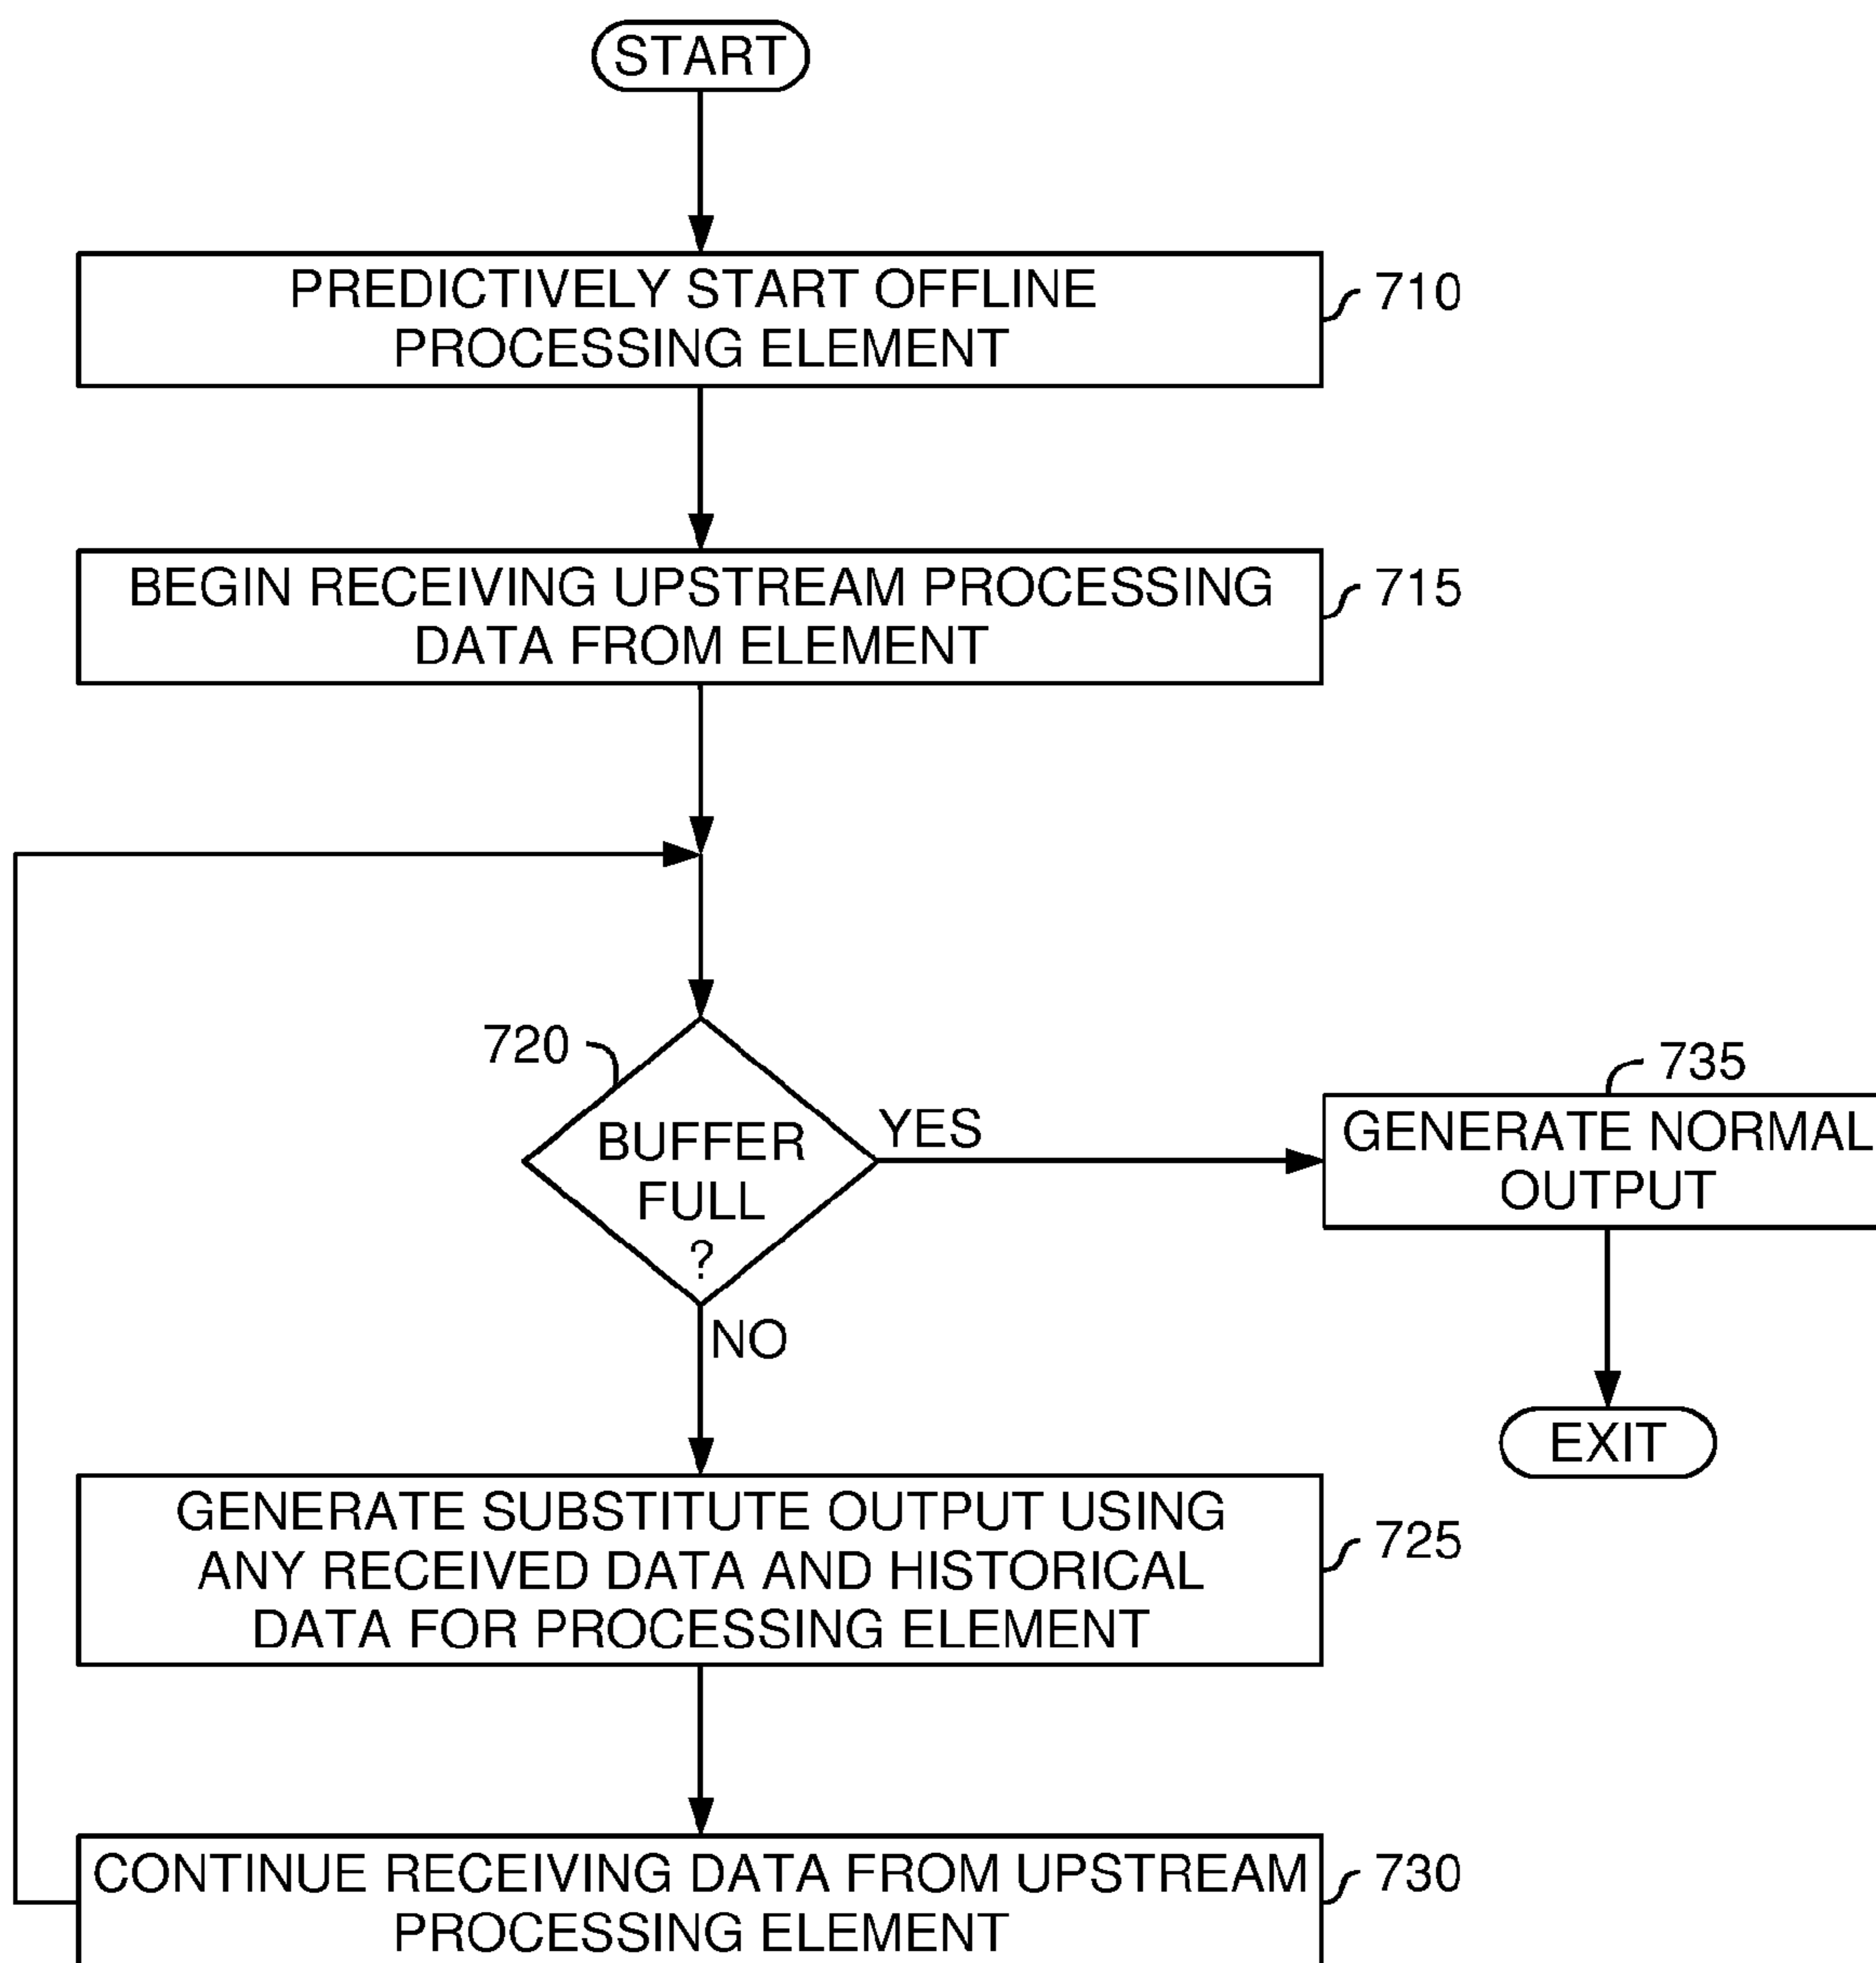 START
PREDICTIVELY START OFFLINE
PROCESSING ELEMENT
710
BEGIN RECEIVING UPSTREAM PROCESSING
DATA FROM ELEMENT
715
720
BUFFER
FULL
?
YES
NO
735
GENERATE NORMAL
OUTPUT
EXIT
GENERATE SUBSTITUTE OUTPUT USING
ANY RECEIVED DATA AND HISTORICAL
DATA FOR PROCESSING ELEMENT
725
CONTINUE RECEIVING DATA FROM UPSTREAM
PROCESSING ELEMENT
730